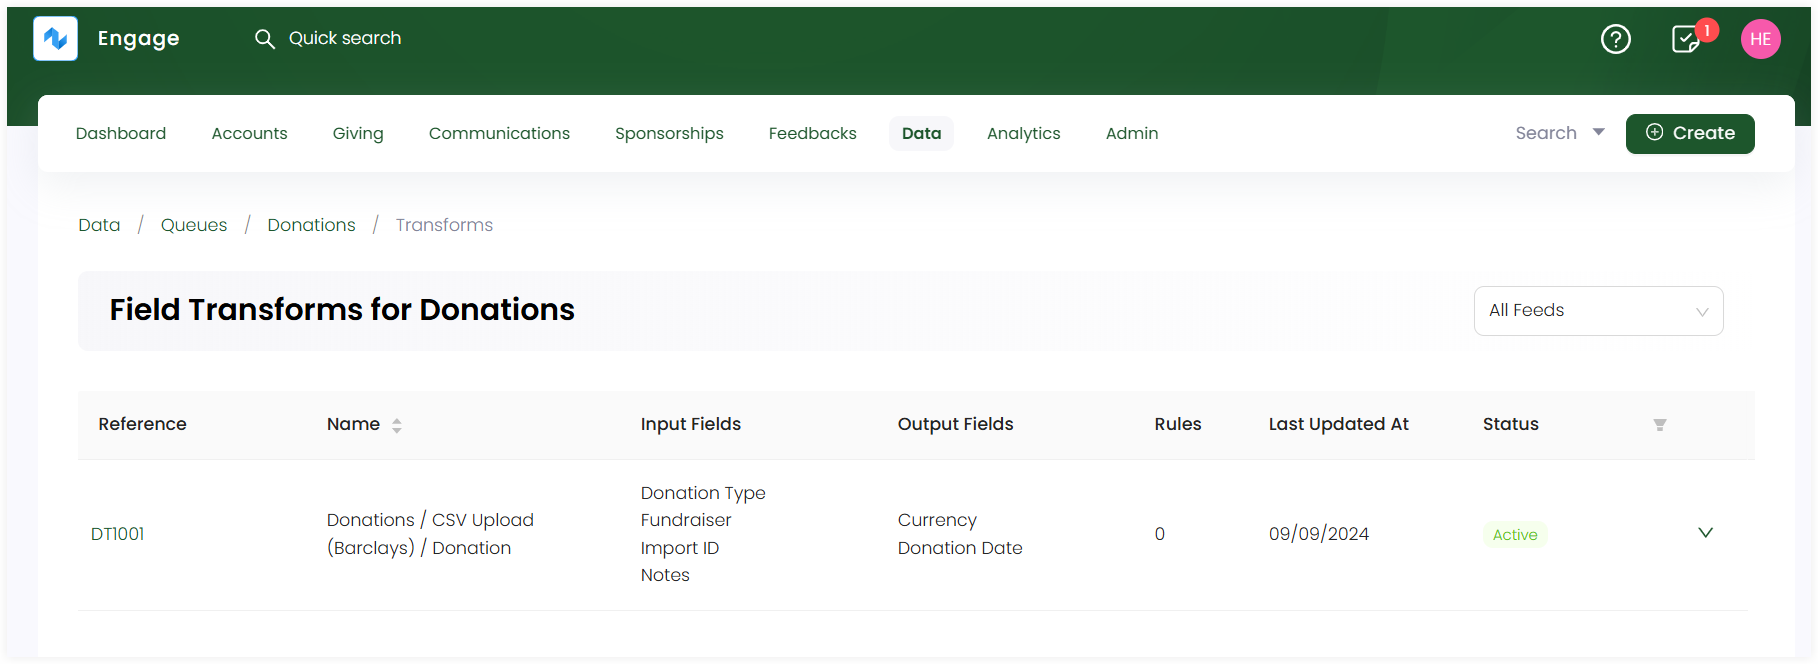 Engage
Quick search
1
HE
Dashboard Accounts Giving Communications Sponsorships Feedbacks Data Analytics Admin Search Create
Data / Queues / Donations / Transforms
Field Transforms for Donations
All Feeds
Reference Name Input Fields Output Fields Rules Last Updated At Status
DT1001
Donations / CSV Upload
(Barclays) / Donation
Donation Type
Fundraiser
Import ID
Notes
Currency
Donation Date
0
09/09/2024
Active